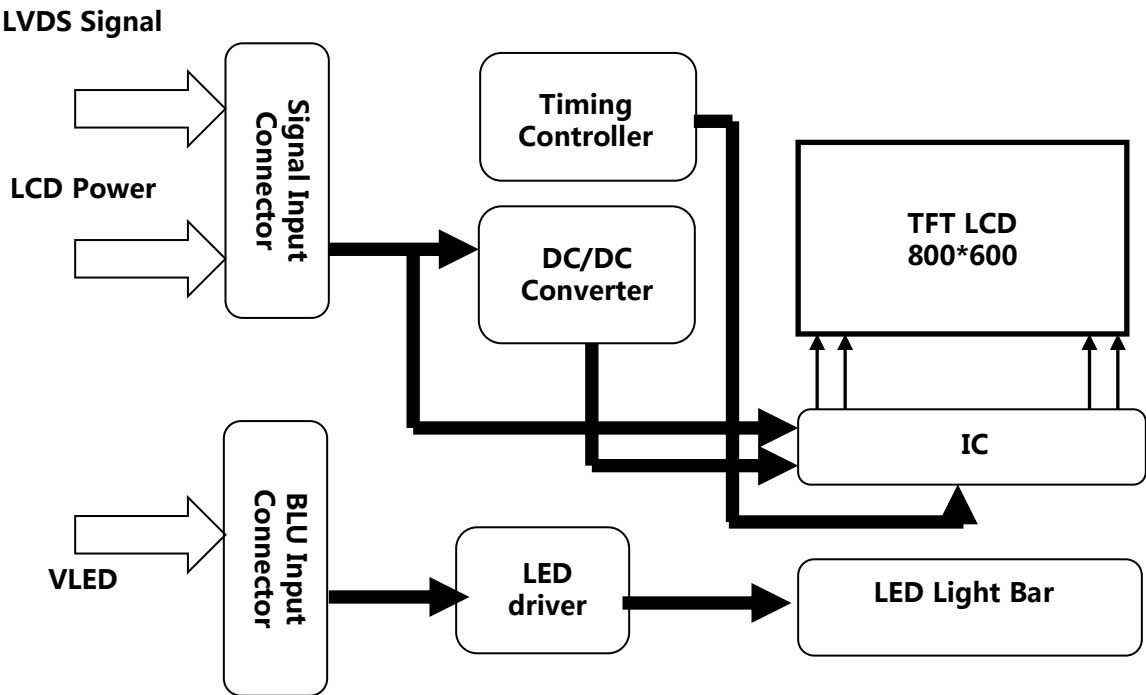 LVDS Signal
LCD Power
Signal Input
Connector
Timing
Controller
DC/DC
Converter
TFT LCD
800*600
IC
VLED
BLU Input
Connector
LED
driver
LED Light Bar